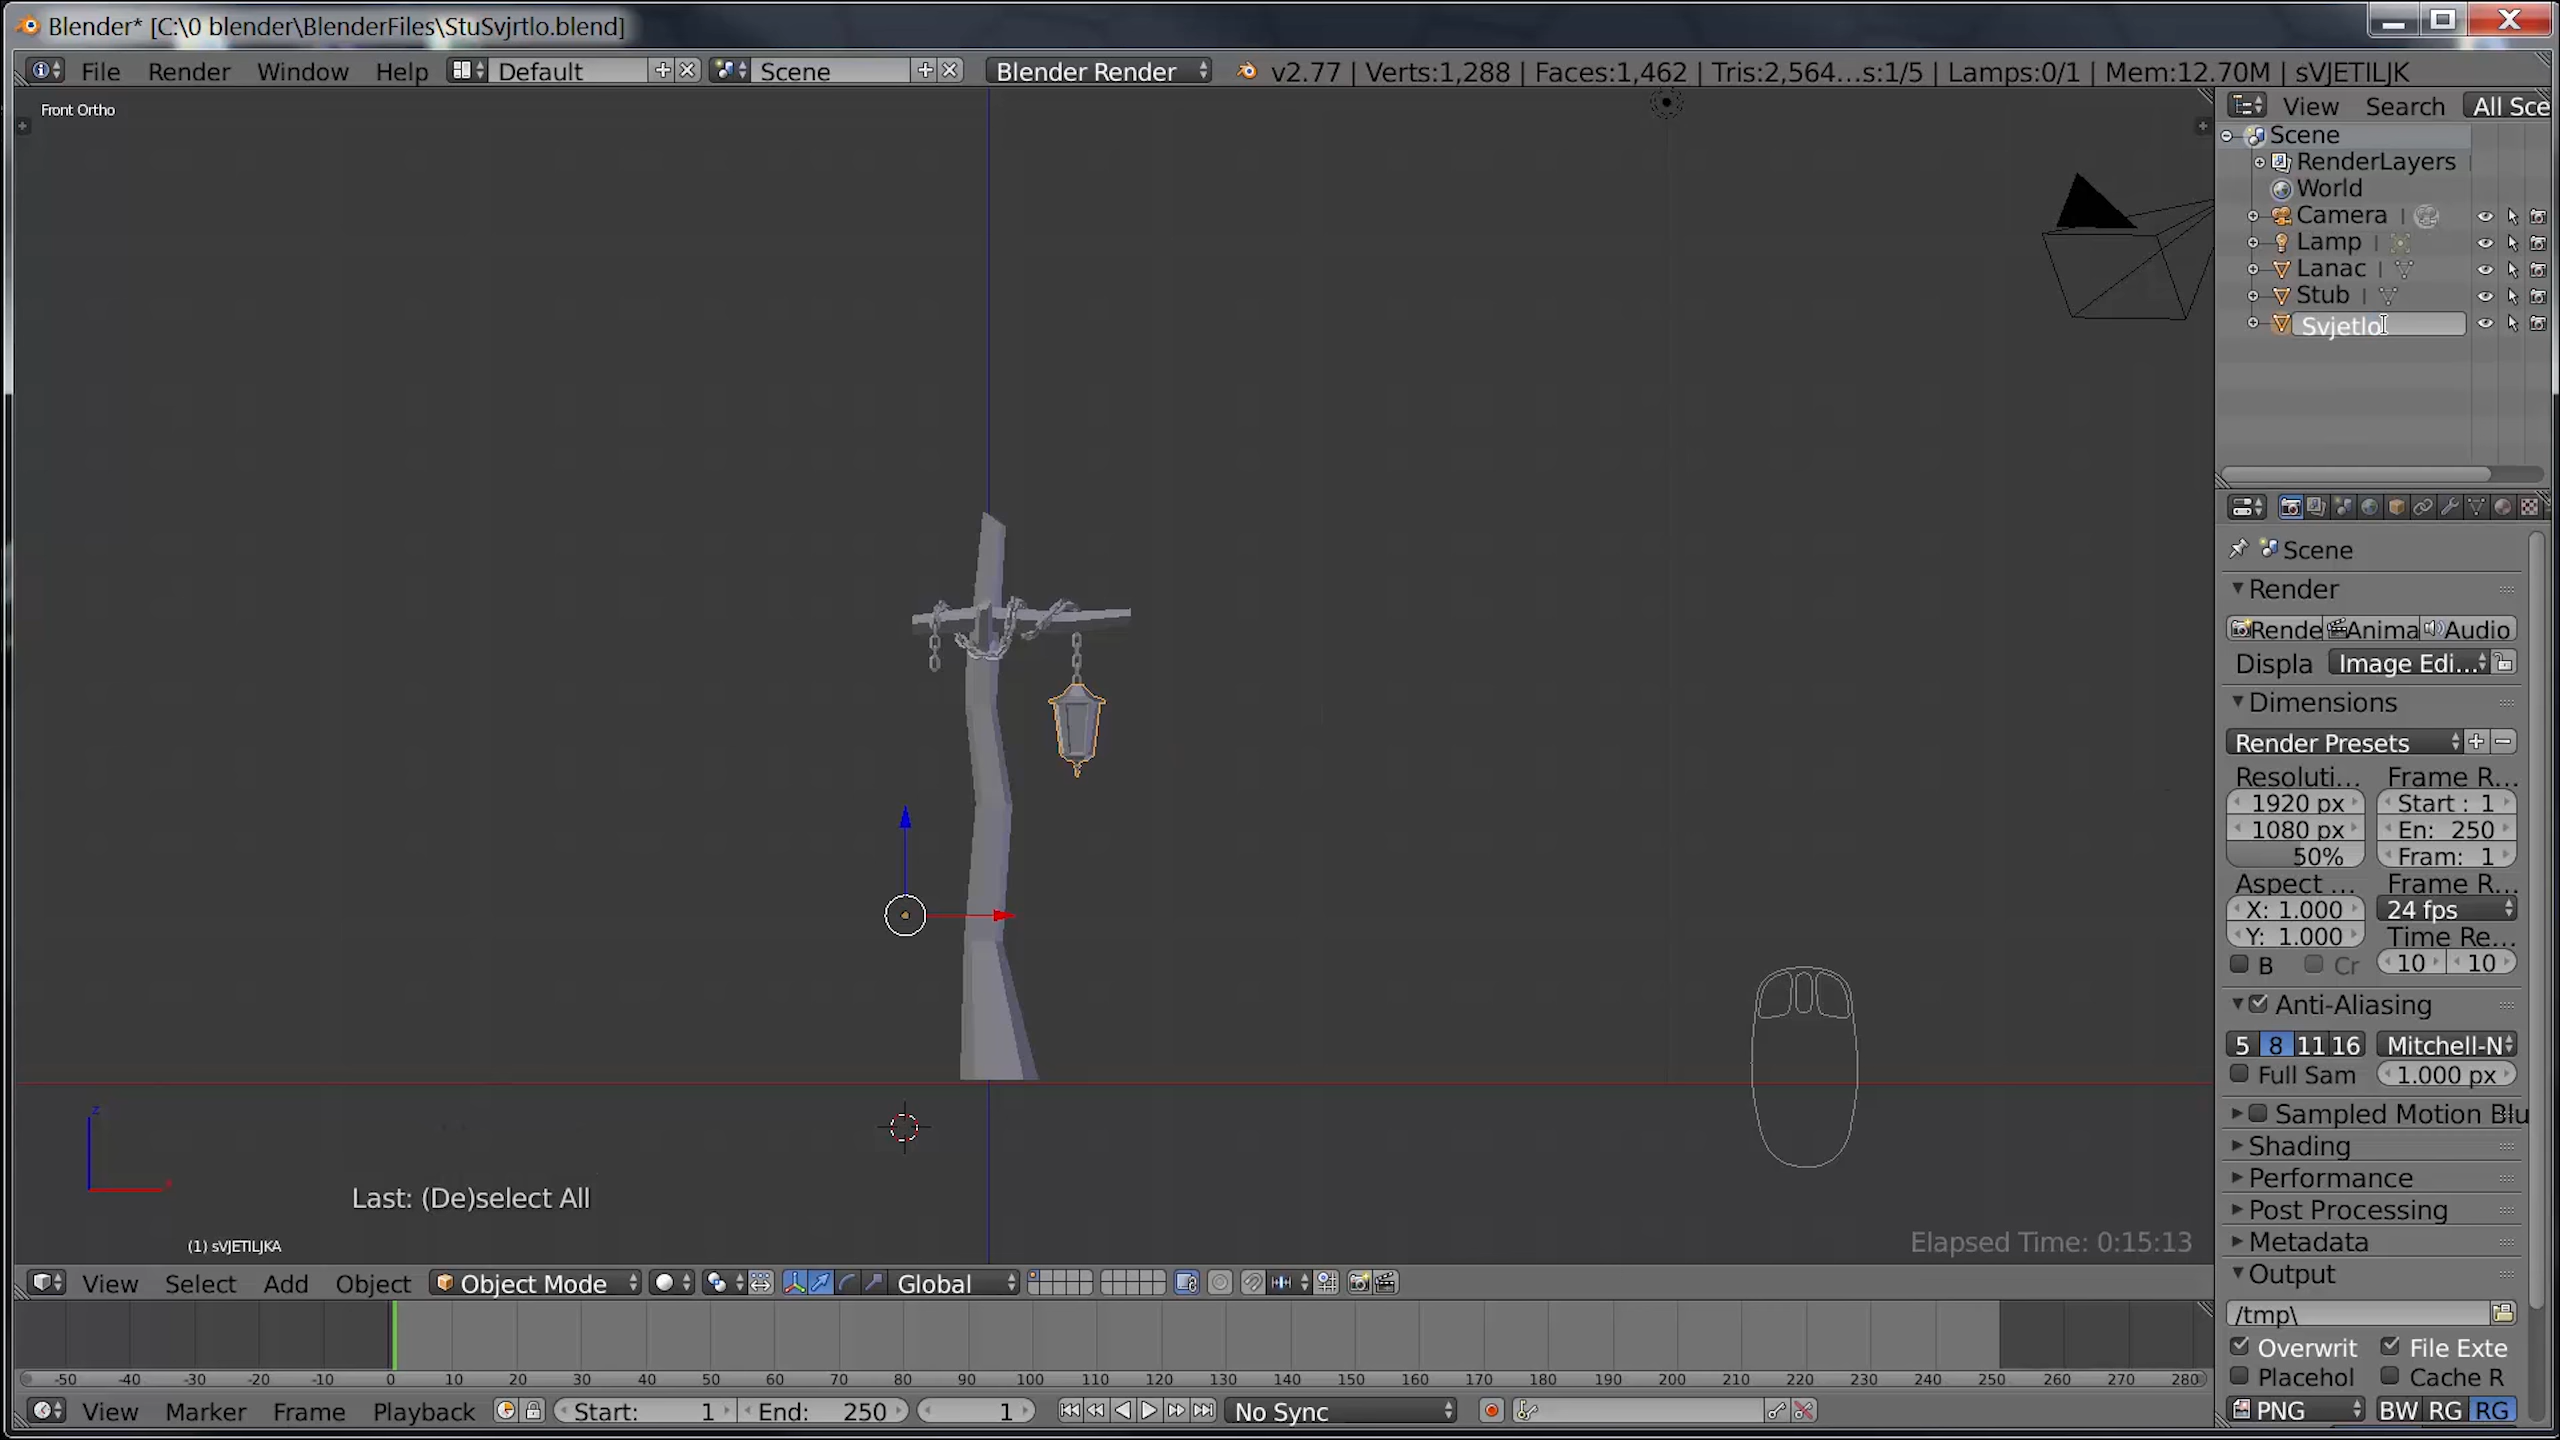 Blender* [C:\0 blender\BlenderFiles\StuSvjrtlo.blend]
File Render Window Help Default Scene Blender Render v2.77 | Verts:1,288 | Faces:1,462 | Tris:2,564...s:1/5 | Lamps:0/1 | Mem:12.70M | sVJETILJK
Front Ortho
View Search All Sce
Scene
RenderLayers
World
Camera
Lamp
Lanac
Stub
Svjetlo
Scene
Render
Rende Anima Audio
Displa Image Edi...
Dimensions
Render Presets
Resoluti... Frame R...
1920 px Start : 1
1080 px En: 250
50% Fram: 1
Aspect ... Frame R...
X: 1.000 24 fps
Y: 1.000 Time Re...
B Cr 10 10
Anti-Aliasing
5 8 11 16 Mitchell-N
Full Sam 1.000 px
Sampled Motion Blu
Shading
Performance
Post Processing
Metadata
Output
/tmp\
Overwrit File Exte
Placehol Cache R
PNG BW RG RG
z
x
Last: (De)select All
(1) sVJETILJKA
Elapsed Time: 0:15:13
View Select Add Object Object Mode Global
-50 -40 -30 -20 -10 0 10 20 30 40 50 60 70 80 90 100 110 120 130 140 150 160 170 180 190 200 210 220 230 240 250 260 270 280
View Marker Frame Playback Start: 1 End: 250 1 No Sync